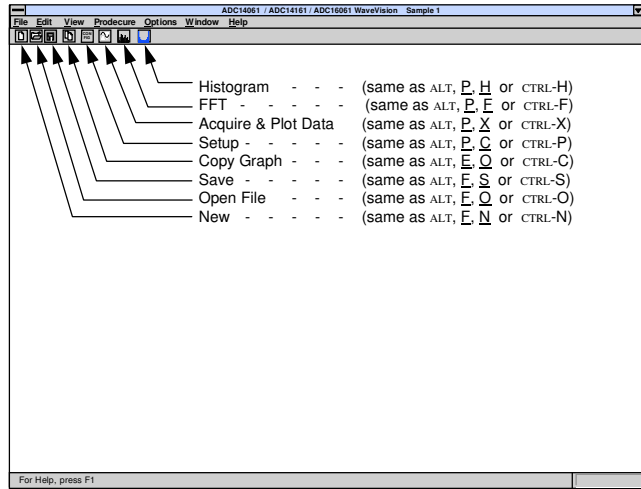 ADC14061 / ADC14161 / ADC16061 WaveVision Sample 1
File Edit View Prodecure Options Window Help
CON FIG
Histogram - - - (same as ALT, P, H or CTRL-H)
FFT - - - - - (same as ALT, P, F or CTRL-F)
Acquire & Plot Data (same as ALT, P, X or CTRL-X)
Setup - - - - - (same as ALT, P, C or CTRL-P)
Copy Graph - - - (same as ALT, E, O or CTRL-C)
Save - - - - - (same as ALT, F, S or CTRL-S)
Open File - - - (same as ALT, F, O or CTRL-O)
New - - - - - (same as ALT, F, N or CTRL-N)
For Help, press F1